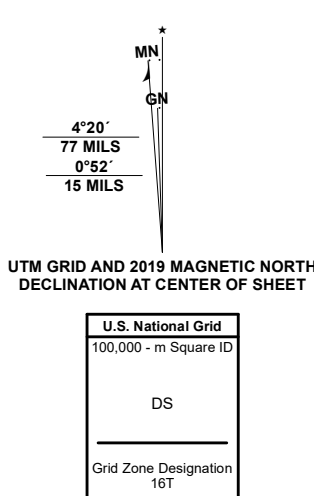 ★
MN
GN
4°20´
77 MILS
0°52´
15 MILS
UTM GRID AND 2019 MAGNETIC NORTH
DECLINATION AT CENTER OF SHEET
U.S. National Grid
100,000 - m Square ID
DS
Grid Zone Designation
16T